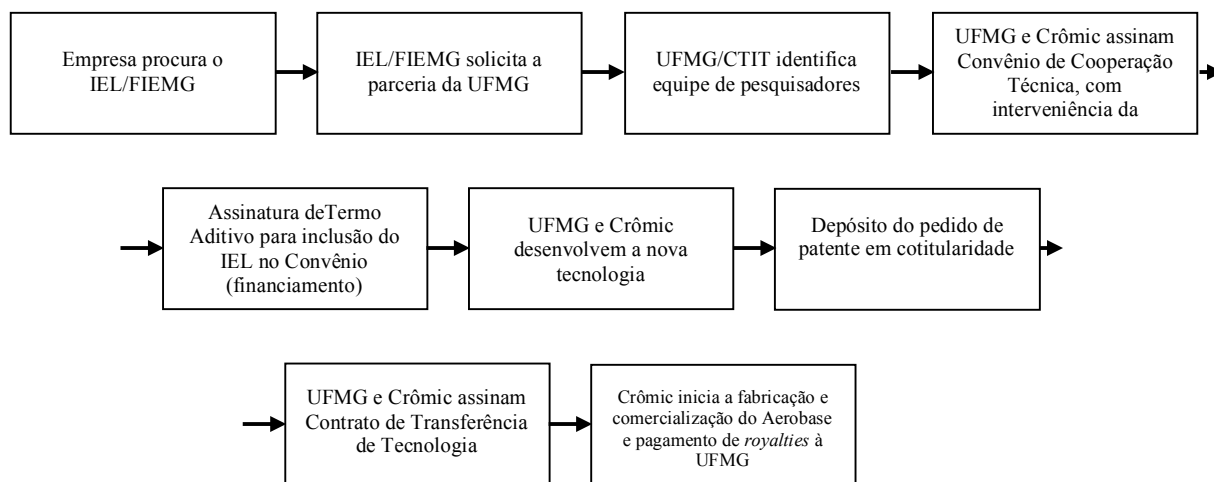 Empresa procura o
IEL/FIEMG
IEL/FIEMG solicita a
parceria da UFMG
UFMG/CTIT identifica
equipe de pesquisadores
UFMG e Crômic assinam
Convênio de Cooperação
Técnica, com
interveniência da
Assinatura deTermo
Aditivo para inclusão do
IEL no Convênio
(financiamento)
UFMG e Crômic
desenvolvem a nova
tecnologia
Depósito do pedido de
patente em cotitularidade
UFMG e Crômic assinam
Contrato de Transferência
de Tecnologia
Crômic inicia a fabricação e
comercialização do Aerobase
e pagamento de royalties à
UFMG